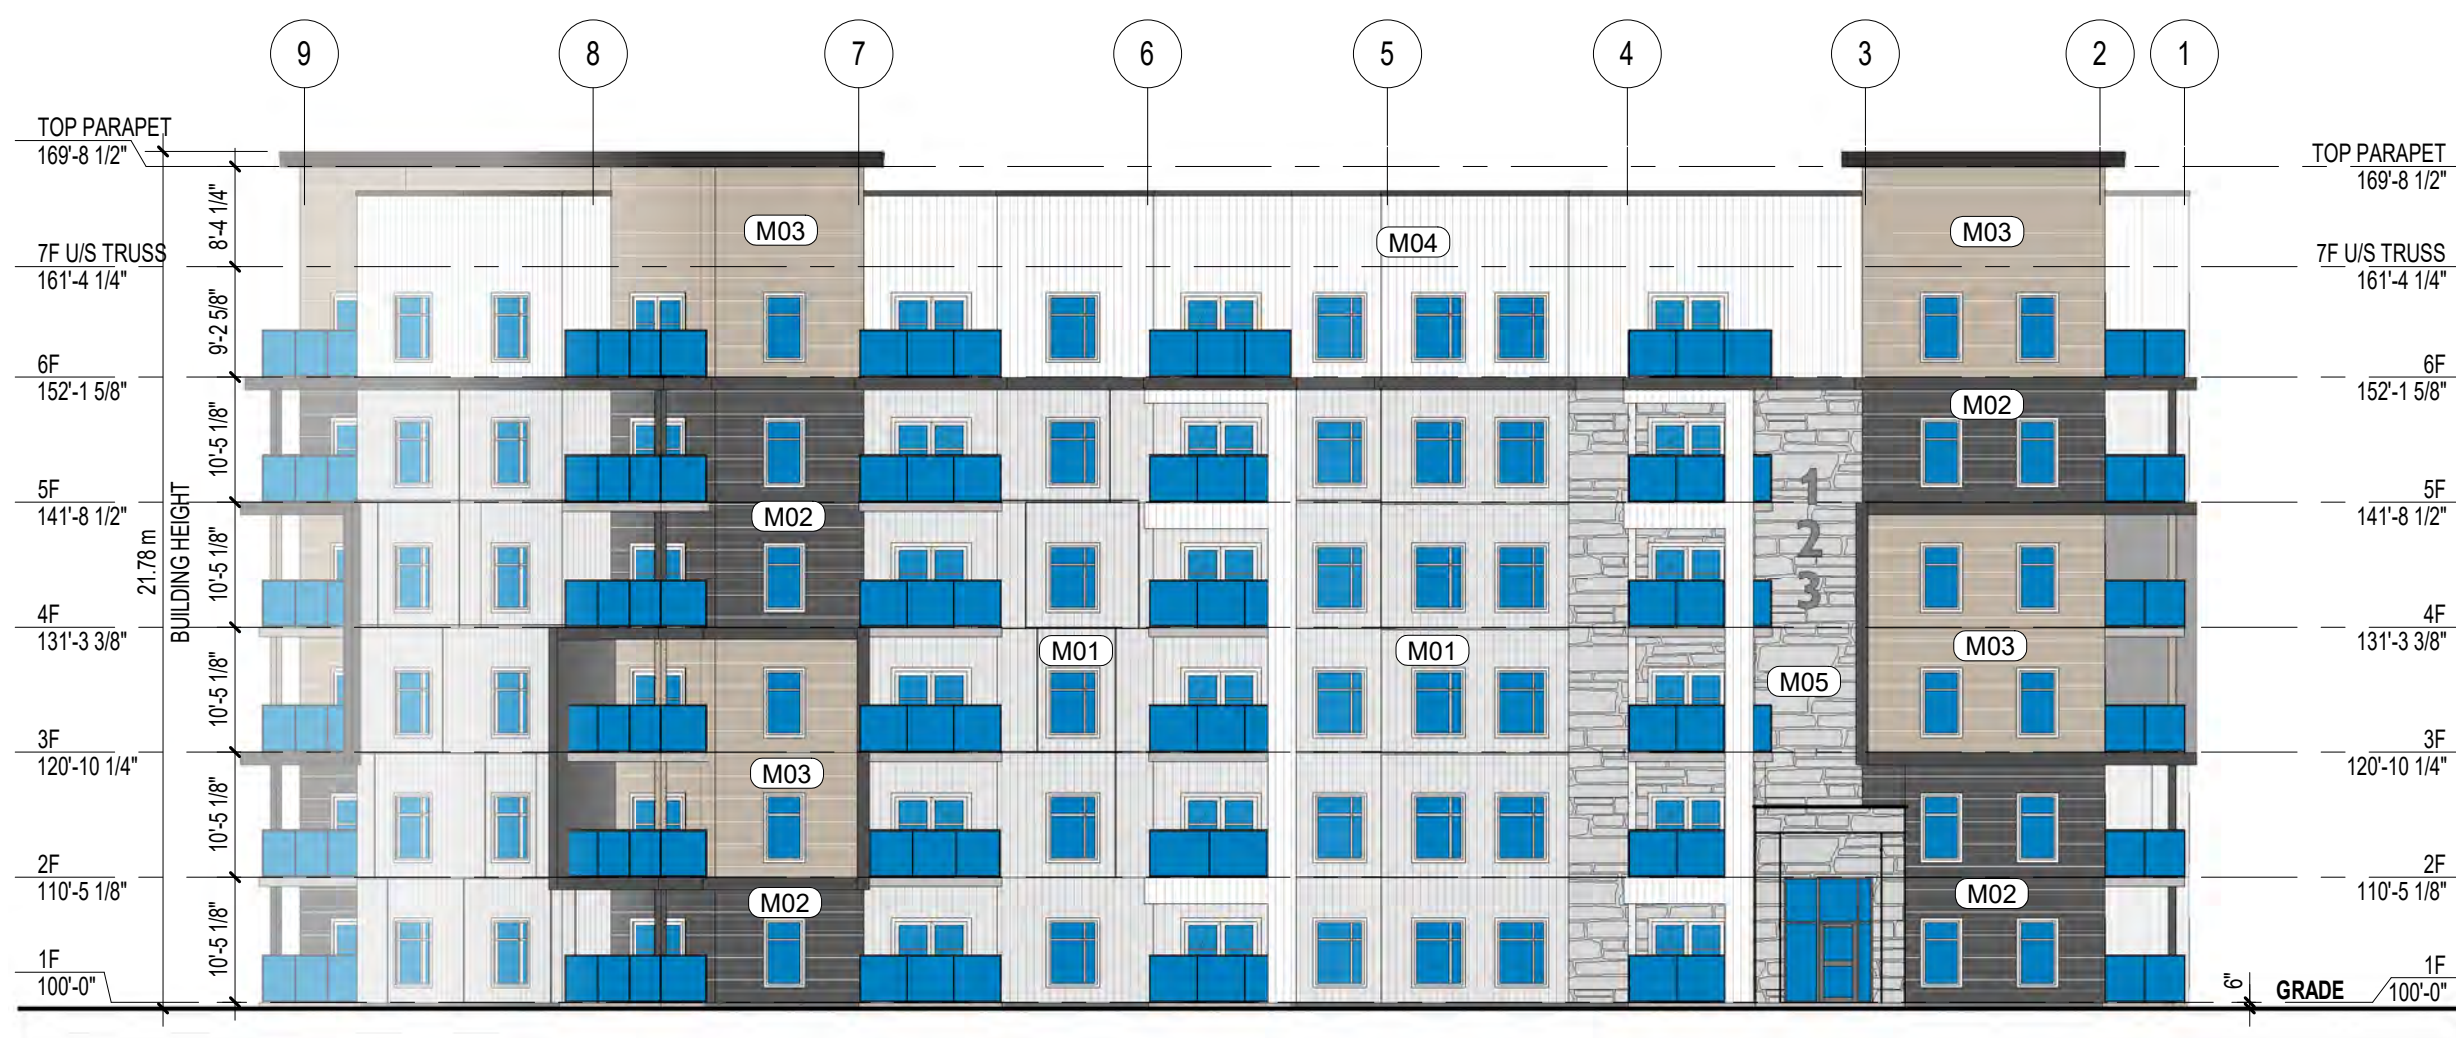 9 8 7 6 5 4 3 2 1
TOP PARAPET
169'-8 1/2"
TOP PARAPET
169'-8 1/2"
8'-4 1/4"
M03
M04
M03
7F U/S TRUSS
161'-4 1/4"
7F U/S TRUSS
161'-4 1/4"
9'-2 5/8"
6F
152'-1 5/8"
6F
152'-1 5/8"
10'-5 1/8"
M02
5F
141'-8 1/2"
5F
141'-8 1/2"
M02
1
2
3
21.78 m
BUILDING HEIGHT
10'-5 1/8"
4F
131'-3 3/8"
4F
131'-3 3/8"
M01
M01
M03
M05
10'-5 1/8"
3F
120'-10 1/4"
3F
120'-10 1/4"
M03
10'-5 1/8"
2F
110'-5 1/8"
2F
110'-5 1/8"
M02
M02
10'-5 1/8"
1F
100'-0"
6"
GRADE
1F
100'-0"